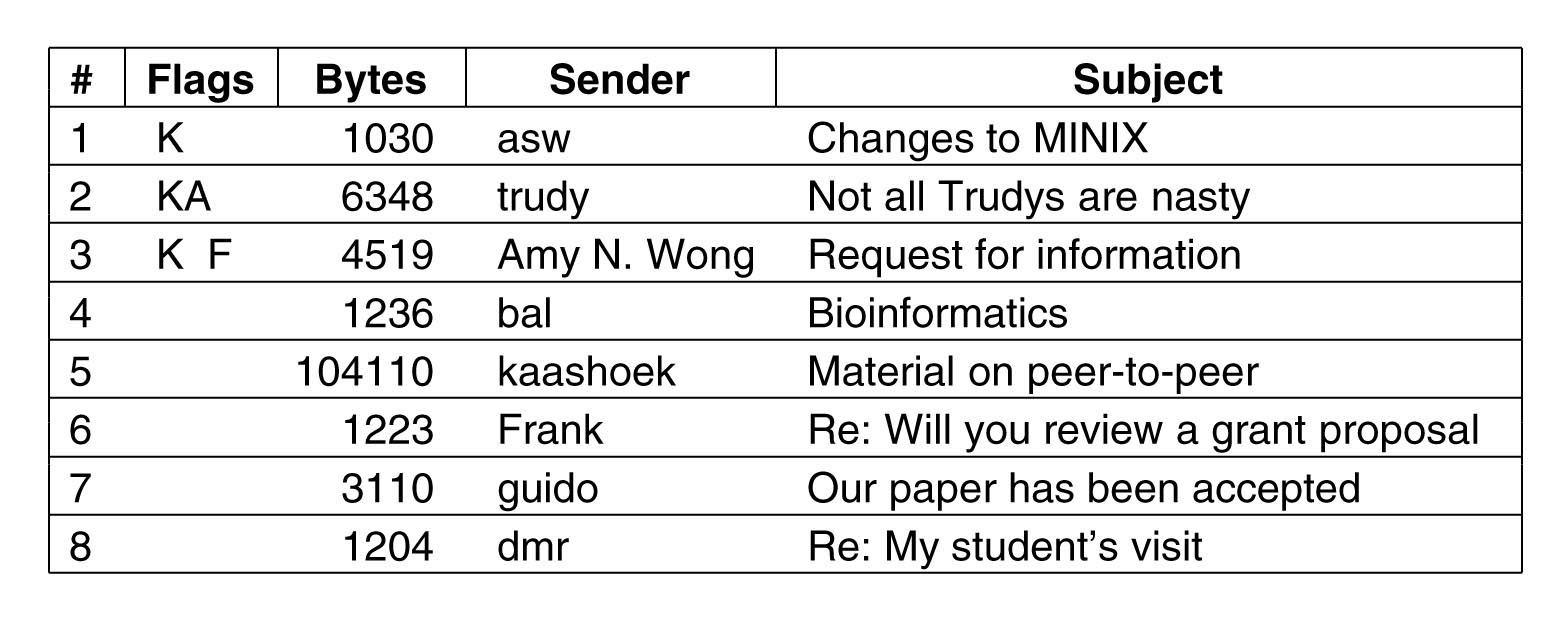 # Flags Bytes Sender Subject
1 K 1030 asw Changes to MINIX
2 KA 6348 trudy Not all Trudys are nasty
3 K F 4519 Amy N. Wong Request for information
4 1236 bal Bioinformatics
5 104110 kaashoek Material on peer-to-peer
6 1223 Frank Re: Will you review a grant proposal
7 3110 guido Our paper has been accepted
8 1204 dmr Re: My student’s visit